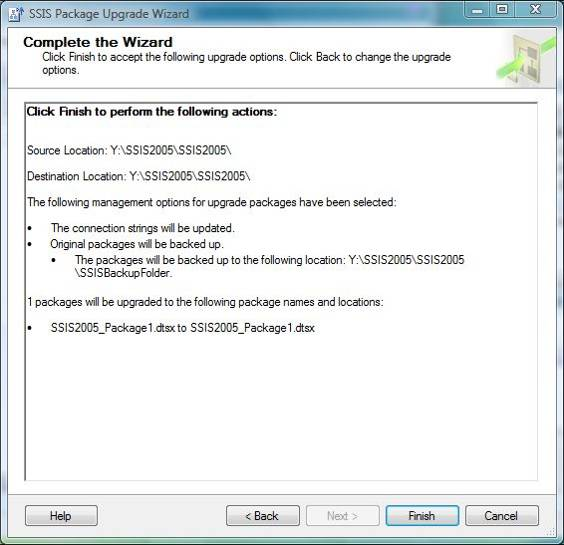 SSIS Package Upgrade Wizard
Complete the Wizard
Click Finish to accept the following upgrade options. Click Back to change the upgrade
options.
Click Finish to perform the following actions:
Source Location: Y:\SSIS2005\SSIS2005\
Destination Location: Y:\SSIS2005\SSIS2005\
The following management options for upgrade packages have been selected:
• The connection strings will be updated.
• Original packages will be backed up.
• The packages will be backed up to the following location: Y:\SSIS2005\SSIS2005
\SSISBackupFolder.
1 packages will be upgraded to the following package names and locations:
• SSIS2005_Package1.dtsx to SSIS2005_Package1.dtsx
Help
< Back
Next >
Finish
Cancel